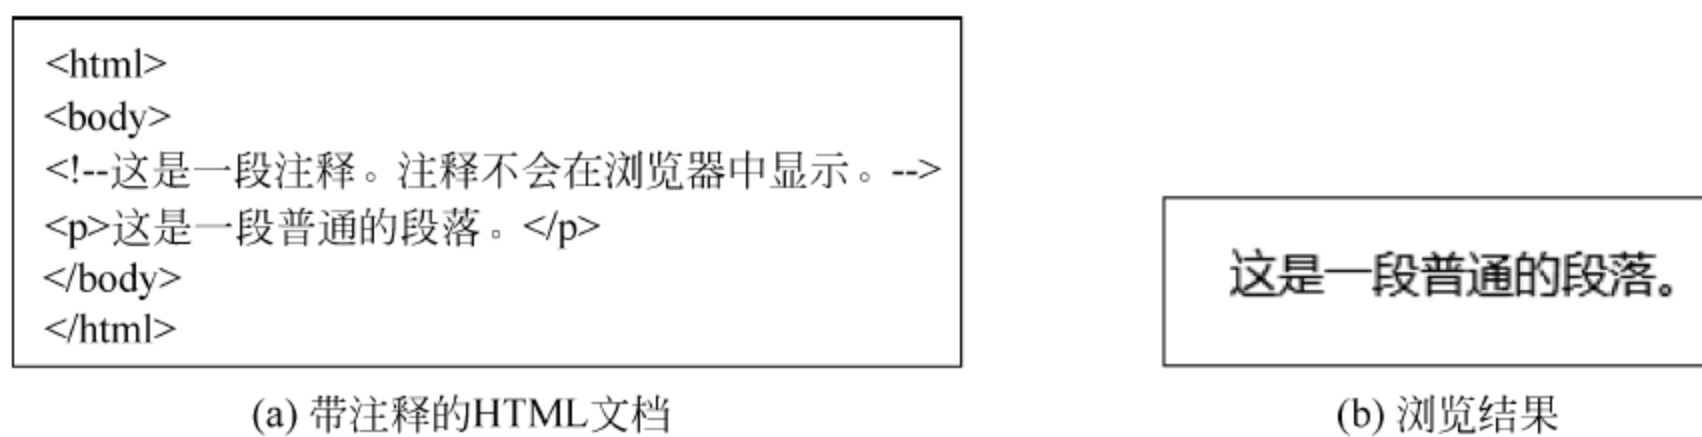 <html>
<body>
<!--这是一段注释。注释不会在浏览器中显示。-->
<p>这是一段普通的段落。</p>
</body>
</html>
(a) 带注释的HTML文档
这是一段普通的段落。
(b) 浏览结果